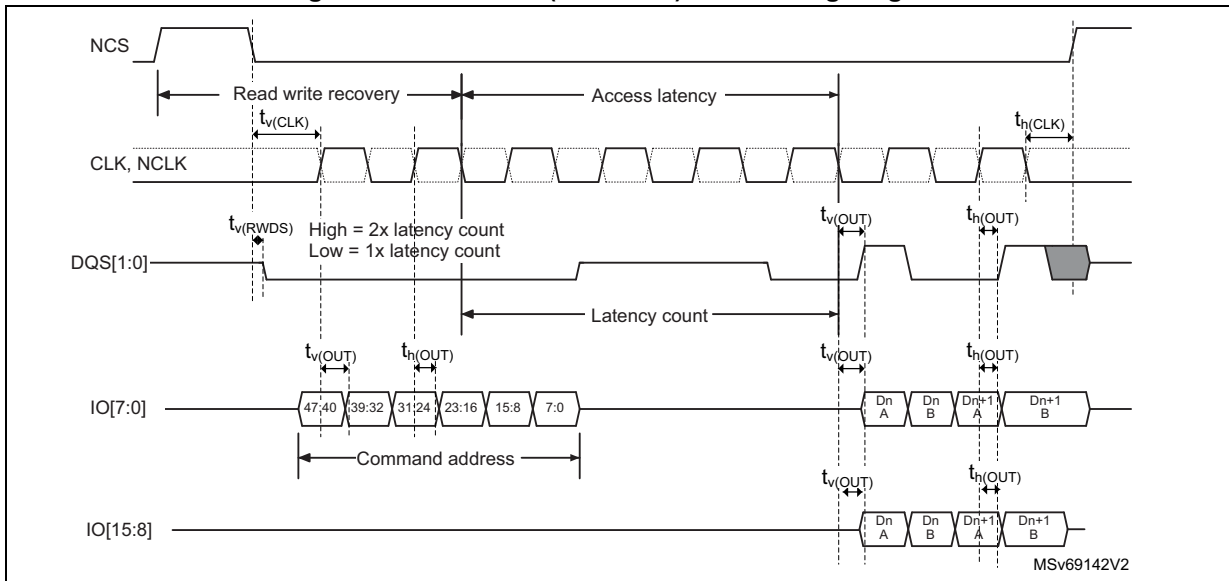 NCS
Read write recovery
Access latency
tv(CLK)
th(CLK)
CLK, NCLK
tv(RWDS)
High = 2x latency count
Low = 1x latency count
tv(OUT)
th(OUT)
DQS[1:0]
Latency count
tv(OUT)
th(OUT)
tv(OUT)
th(OUT)
IO[7:0]
47:40 39:32 31:24 23:16 15:8 7:0
Dn A
Dn B
Dn+1 A
Dn+1 B
Command address
tv(OUT)
th(OUT)
IO[15:8]
Dn A
Dn B
Dn+1 A
Dn+1 B
MSv69142V2